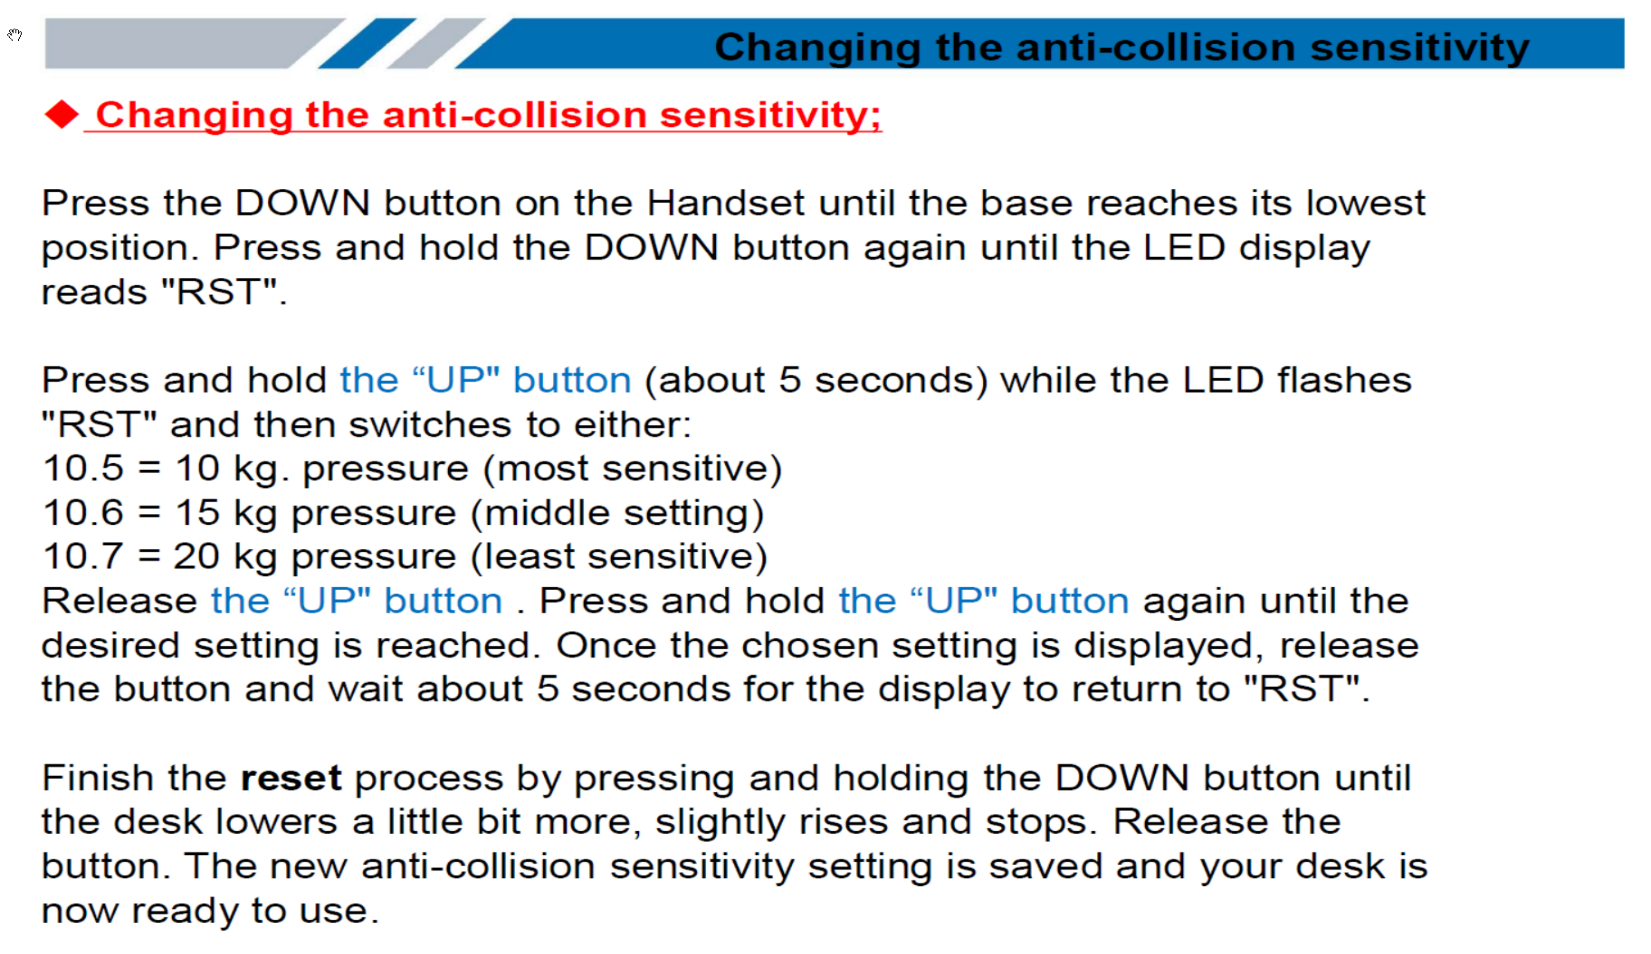 Changing the anti-collision sensitivity
Changing the anti-collision sensitivity;
Press the DOWN button on the Handset until the base reaches its lowest
position. Press and hold the DOWN button again until the LED display
reads "RST".
Press and hold the “UP" button (about 5 seconds) while the LED flashes
"RST" and then switches to either:
10.5 = 10 kg. pressure (most sensitive)
10.6 = 15 kg pressure (middle setting)
10.7 = 20 kg pressure (least sensitive)
Release the “UP" button . Press and hold the “UP" button again until the
desired setting is reached. Once the chosen setting is displayed, release
the button and wait about 5 seconds for the display to return to "RST".
Finish the reset process by pressing and holding the DOWN button until
the desk lowers a little bit more, slightly rises and stops. Release the
button. The new anti-collision sensitivity setting is saved and your desk is
now ready to use.